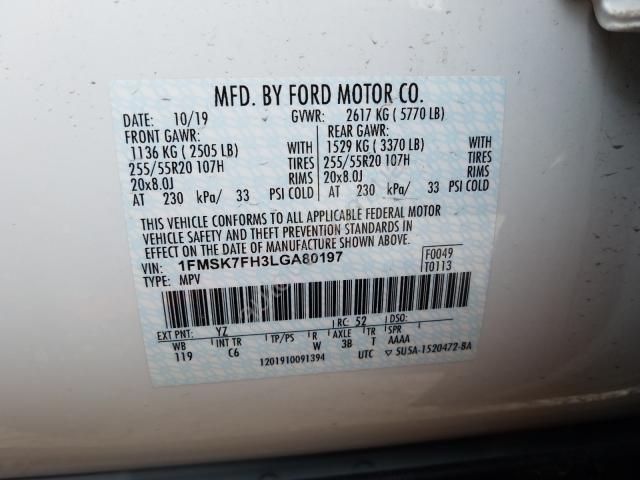 MFD. BY FORD MOTOR CO.
DATE: 10/19 GVWR: 2617 KG ( 5770 LB)
FRONT GAWR: REAR GAWR:
1136 KG ( 2505 LB) WITH 1529 KG ( 3370 LB) WITH
255/55R20 107H TIRES 255/55R20 107H TIRES
20x8.0J RIMS 20x8.0J RIMS
AT 230 kPa/ 33 PSI COLD AT 230 kPa/ 33 PSI COLD
THIS VEHICLE CONFORMS TO ALL APPLICABLE FEDERAL MOTOR
VEHICLE SAFETY AND THEFT PREVENTION STANDARDS IN
EFFECT ON THE DATE OF MANUFACTURE SHOWN ABOVE.
VIN: 1FMSK7FH3LGA80197 F0049
TYPE: MPV T0113
EXT PNT: YZ RC: 52 DSO:
WB INT TR TP/PS R AXLE TR SPR
119 C6 W 3B T AAAA
1201910091394 UTC 5U5A-1520472-BA